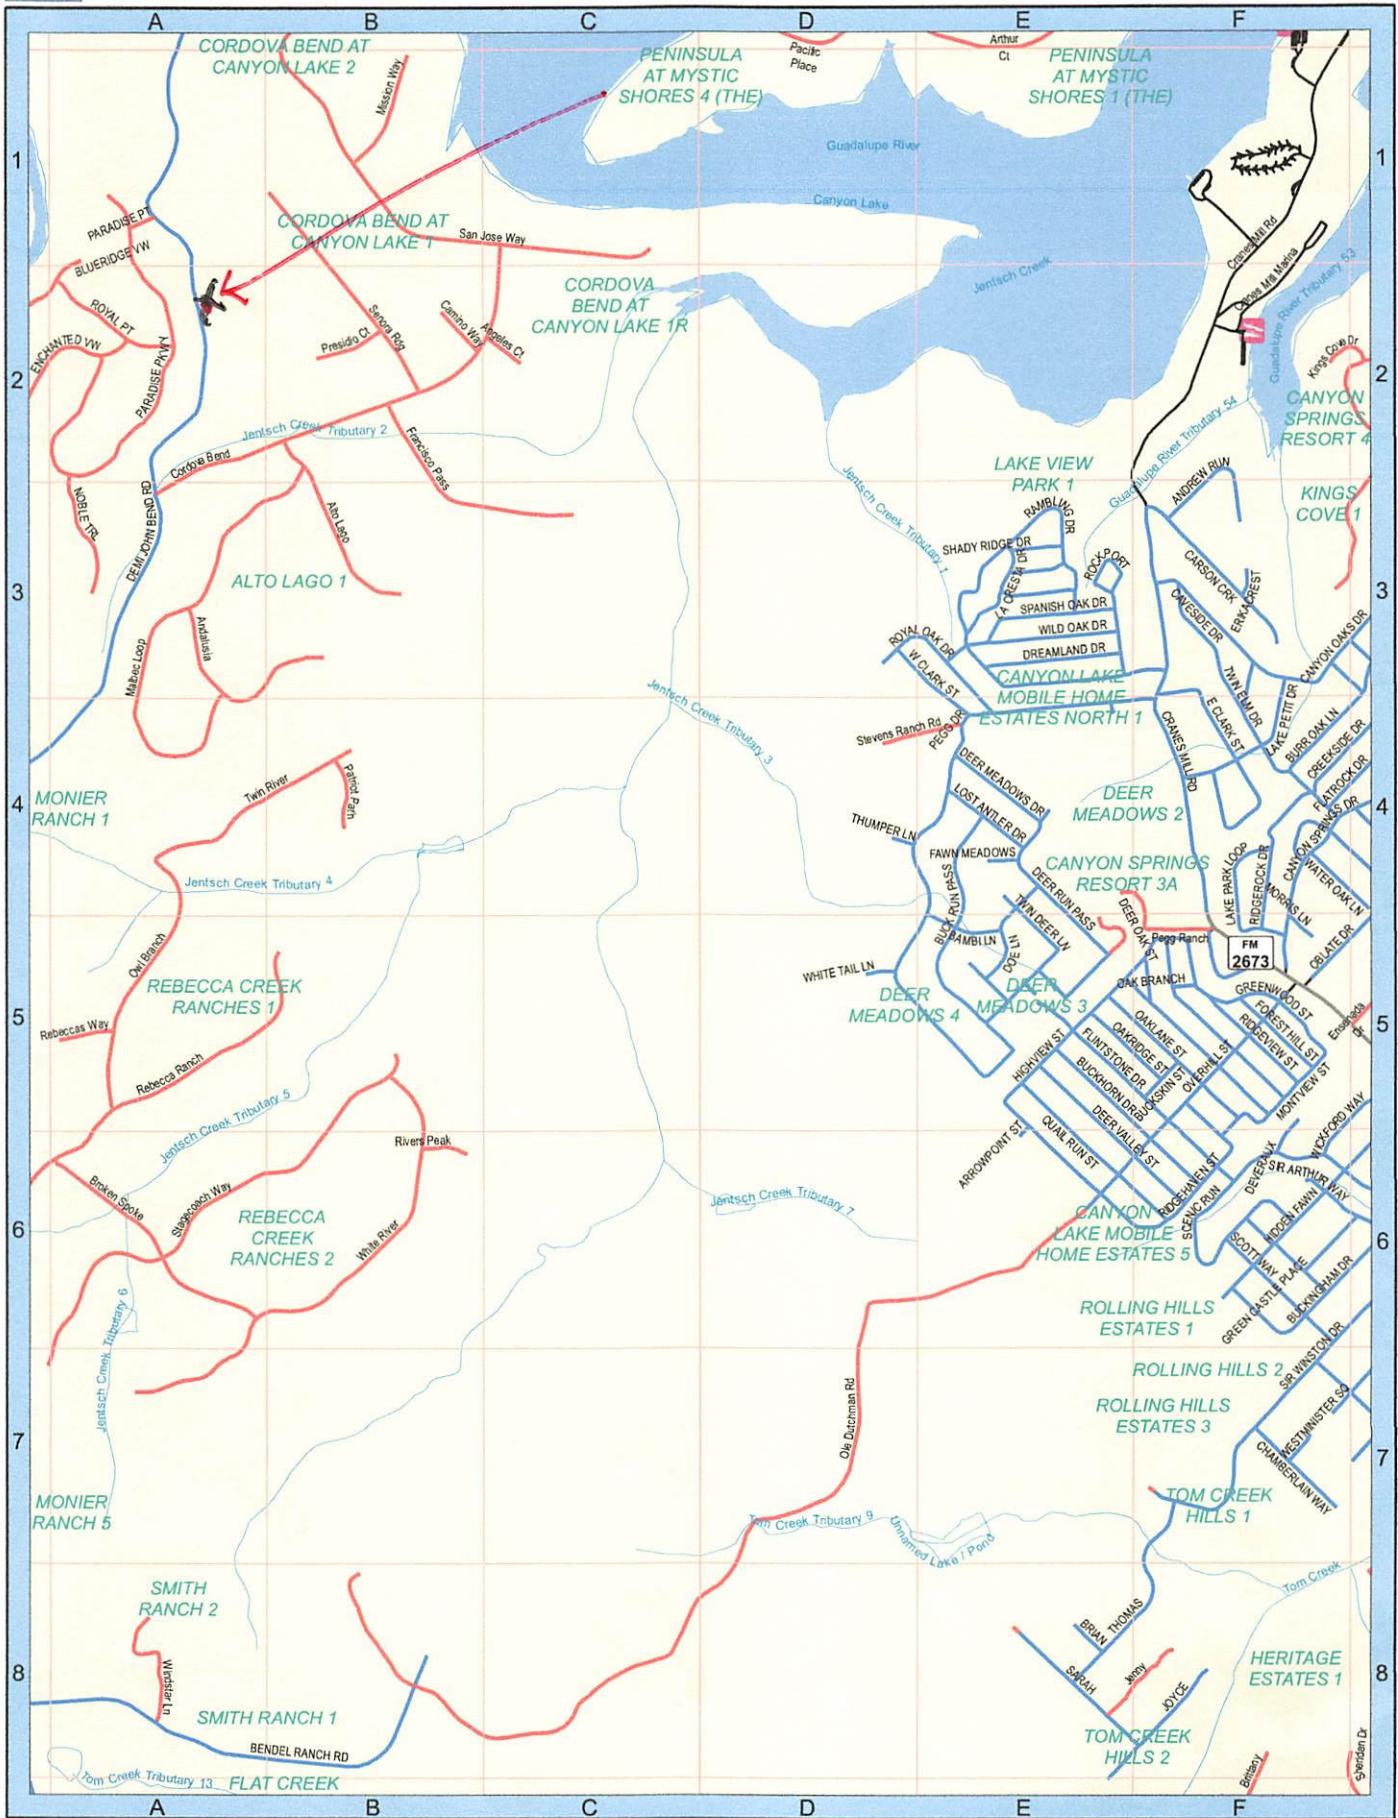 A B C D E F
CORDOVA BEND AT
CANYON LAKE 2
Mission Way
PENINSULA
AT MYSTIC
SHORES 4 (THE)
Pacific
Place
Arthur
Ct
PENINSULA
AT MYSTIC
SHORES 1 (THE)
1
Guadalupe River
1
Canyon Lake
PARADISE PT
BLUERIDGE VW
CORDOVA BEND AT
CANYON LAKE 1
San Jose Way
Cranes Mill Rd
Cranes Mill Marina
Guadalupe River Tributary 53
Jentsch Creek
ROYAL PT
ENCHANTED VW
PARADISE PKWY
CORDOVA
BEND AT
CANYON LAKE 1R
Presidio Ct
Senora Rdg
Camino Way
Angeles Ct
Kings Cove Dr
2
2
CANYON
SPRINGS
RESORT 4
Jentsch Creek Tributary 2
Cordova Bend
Francisco Pass
Guadalupe River Tributary 54
NOBLE TRL
DEMI JOHN BEND RD
Alto Lago
Jentsch Creek Tributary 1
LAKE VIEW
PARK 1
ANDREW RUN
KINGS
COVE 1
RAMBLING DR
SHADY RIDGE DR
ROCKPORT
CARSON CRK
ALTO LAGO 1
3
3
LA CRESTA DR
SPANISH OAK DR
CAVESIDE DR
ERIKACREST
Andalusia
Malbec Loop
WILD OAK DR
ROYAL OAK DR
DREAMLAND DR
CANYON OAKS DR
W CLARK ST
CANYON LAKE
MOBILE HOME
ESTATES NORTH 1
TWIN ELM DR
E CLARK ST
LAKE PETIT DR
Jentsch Creek Tributary 3
Stevens Ranch Rd
PEGG DR
CRANES MILL RD
BURR OAK LN
CREEKSIDE DR
FLATROCK DR
DEER MEADOWS DR
Twin River
Patriot Path
MONIER
RANCH 1
4
LOST ANTLER DR
DEER
MEADOWS 2
CANYON SPRINGS DR
4
THUMPER LN
FAWN MEADOWS
CANYON SPRINGS
RESORT 3A
LAKE PARK LOOP
RIDGEROCK DR
WATER OAK LN
Jentsch Creek Tributary 4
BUCK RUN PASS
DEER RUN PASS
TWIN DEER LN
DEER OAK ST
MORRIS LN
Owl Branch
BAMBI LN
DOE LN
Pegg Ranch
FM
2673
OBLATE DR
WHITE TAIL LN
OAK BRANCH
REBECCA CREEK
RANCHES 1
DEER
MEADOWS 4
DEER
MEADOWS 3
GREENWOOD ST
5
5
Rebeccas Way
FOREST HILL ST
RIDGEVIEW ST
Ensenada
Dr
OAKLANE ST
OAKRIDGE ST
FLINTSTONE DR
HIGHVIEW ST
OVERHILL ST
Rebecca Ranch
BUCKHORN DR
BUCKSKIN ST
MONTVIEW ST
Jentsch Creek Tributary 5
DEER VALLEY ST
QUAIL RUN ST
ARROWPOINT ST
WICKFORD WAY
Rivers Peak
Broken Spoke
Stagecoach Way
DEVERAUX
SIR ARTHUR WAY
RIDGEHAVEN ST
SCENIC RUN
Jentsch Creek Tributary 7
REBECCA
CREEK
RANCHES 2
White River
6
CANYON
LAKE MOBILE
HOME ESTATES 5
HIDDEN FAWN
SCOTT WAY
6
GREEN CASTLE PLACE
BUCKINGHAM DR
Jentsch Creek Tributary 6
ROLLING HILLS
ESTATES 1
SIR WINSTON DR
ROLLING HILLS 2
Ole Dutchman Rd
ROLLING HILLS
ESTATES 3
WESTMINISTER SQ
7
7
CHAMBERLAIN WAY
MONIER
RANCH 5
TOM CREEK
HILLS 1
Tom Creek Tributary 9
Unnamed Lake / Pond
SMITH
RANCH 2
Tom Creek
BRIAN
THOMAS
8
Windstar Ln
SARAH
Jenny
JOYCE
HERITAGE
ESTATES 1
8
SMITH RANCH 1
BENDEL RANCH RD
TOM CREEK
HILLS 2
Tom Creek Tributary 13
FLAT CREEK
Brittany
Sheridan Dr
A B C D E F